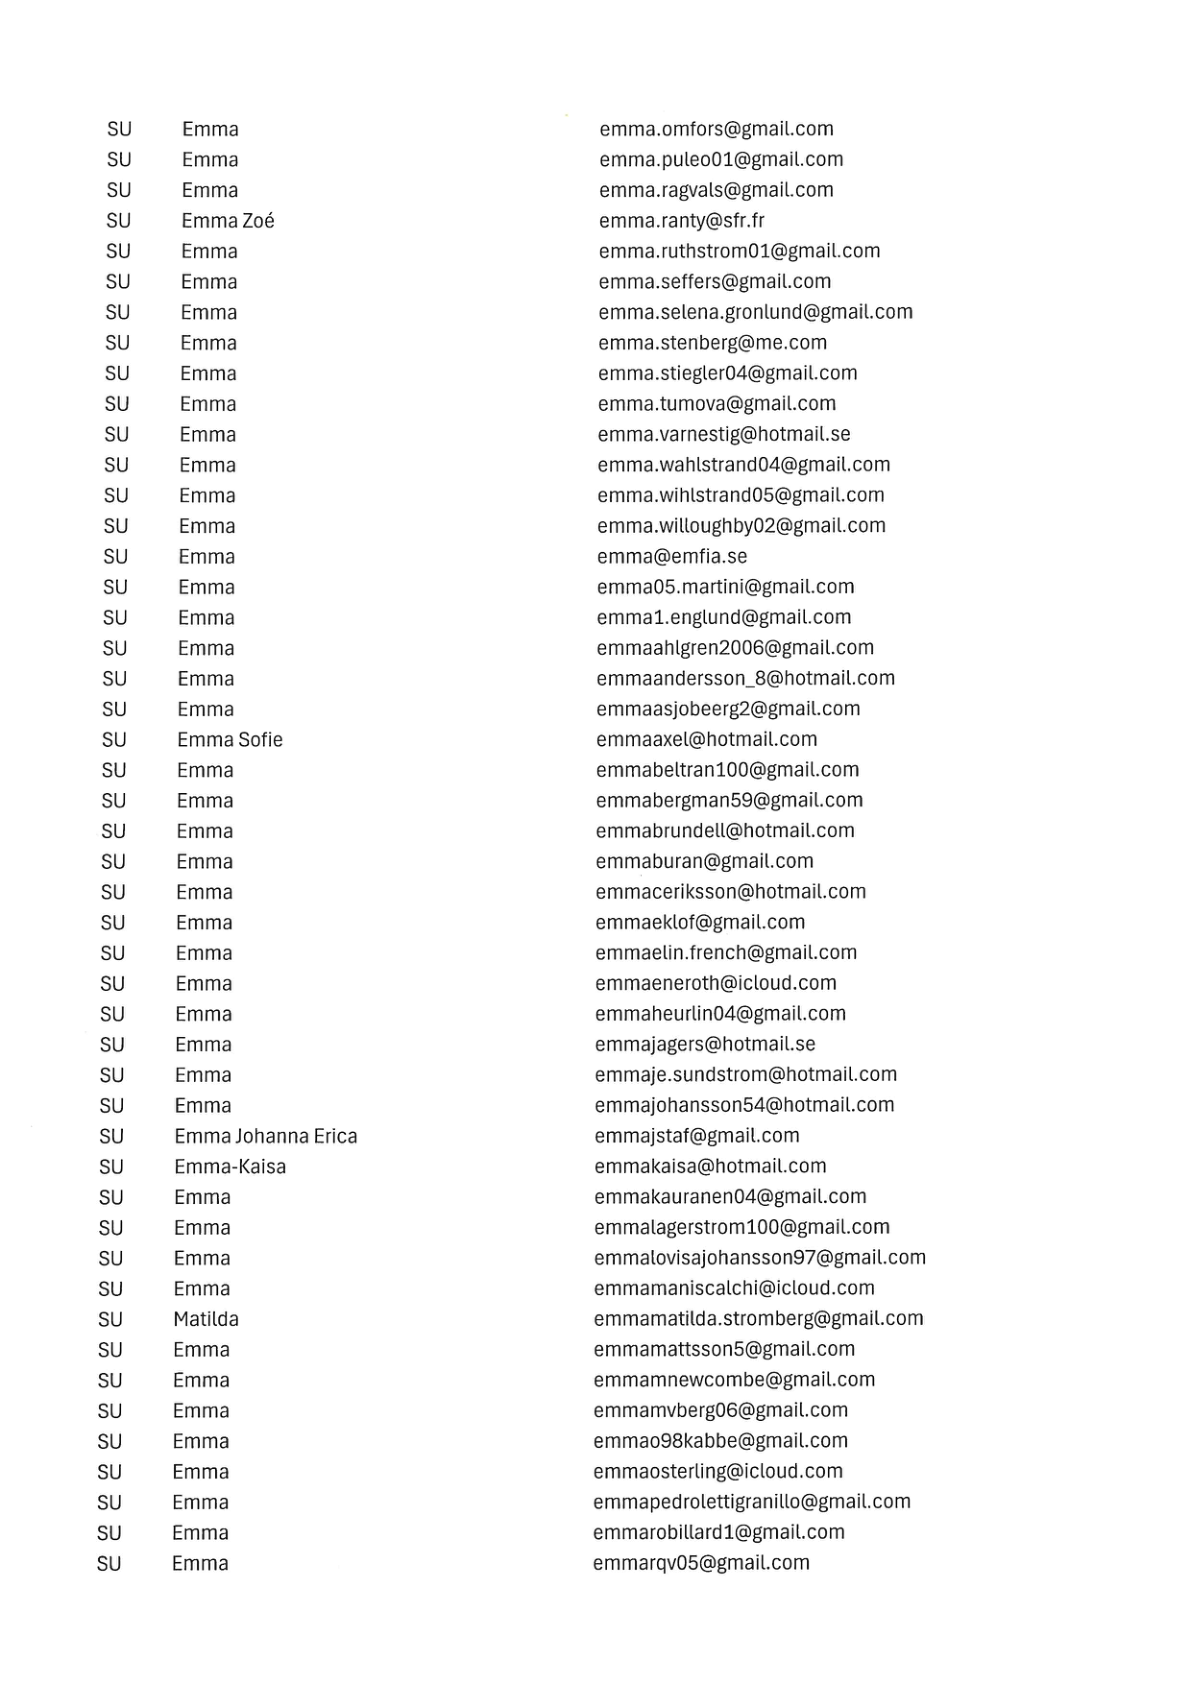 SU Emma emma.omfors@gmail.com
SU Emma emma.puleo01@gmail.com
SU Emma emma.ragvals@gmail.com
SU Emma Zoé emma.ranty@sfr.fr
SU Emma emma.ruthstrom01@gmail.com
SU Emma emma.seffers@gmail.com
SU Emma emma.selena.gronlund@gmail.com
SU Emma emma.stenberg@me.com
SU Emma emma.stiegler04@gmail.com
SU Emma emma.tumova@gmail.com
SU Emma emma.varnestig@hotmail.se
SU Emma emma.wahlstrand04@gmail.com
SU Emma emma.wihlstrand05@gmail.com
SU Emma emma.willoughby02@gmail.com
SU Emma emma@emfia.se
SU Emma emma05.martini@gmail.com
SU Emma emma1.englund@gmail.com
SU Emma emmaahlgren2006@gmail.com
SU Emma emmaandersson_8@hotmail.com
SU Emma emmaasjobeerg2@gmail.com
SU Emma Sofie emmaaxel@hotmail.com
SU Emma emmabeltran100@gmail.com
SU Emma emmabergman59@gmail.com
SU Emma emmabrundell@hotmail.com
SU Emma emmaburan@gmail.com
SU Emma emmaceriksson@hotmail.com
SU Emma emmaeklof@gmail.com
SU Emma emmaelin.french@gmail.com
SU Emma emmaeneroth@icloud.com
SU Emma emmaheurlin04@gmail.com
SU Emma emmajagers@hotmail.se
SU Emma emmaje.sundstrom@hotmail.com
SU Emma emmajohansson54@hotmail.com
SU Emma Johanna Erica emmajstaf@gmail.com
SU Emma-Kaisa emmakaisa@hotmail.com
SU Emma emmakauranen04@gmail.com
SU Emma emmalagerstrom100@gmail.com
SU Emma emmalovisajohansson97@gmail.com
SU Emma emmamaniscalchi@icloud.com
SU Matilda emmamatilda.stromberg@gmail.com
SU Emma emmamattsson5@gmail.com
SU Emma emmamnewcombe@gmail.com
SU Emma emmamvberg06@gmail.com
SU Emma emmao98kabbe@gmail.com
SU Emma emmaosterling@icloud.com
SU Emma emmapedrolettigranillo@gmail.com
SU Emma emmarobillard1@gmail.com
SU Emma emmarqv05@gmail.com